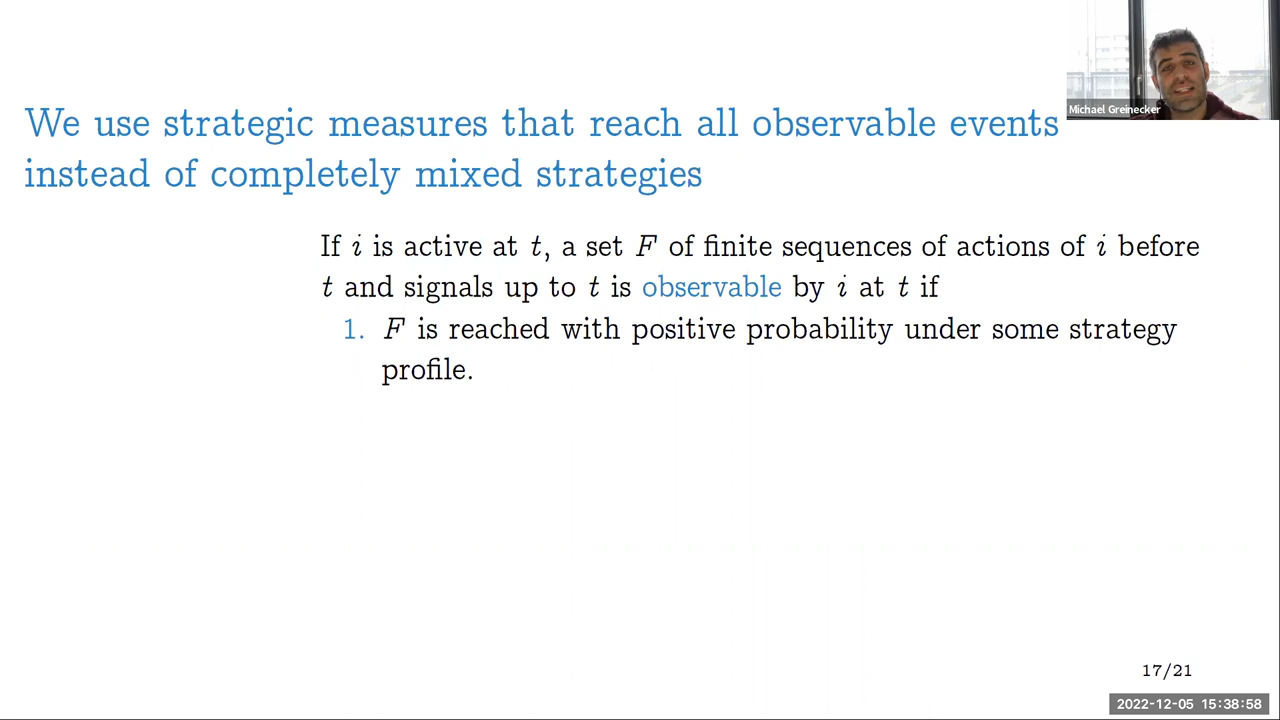 We use strategic measures that reach all observable events
instead of completely mixed strategies
Michael Greinecker
If i is active at t, a set F of finite sequences of actions of i before
t and signals up to t is observable by i at t if
1. F is reached with positive probability under some strategy
profile.
17/21
2022-12-05 15:38:58